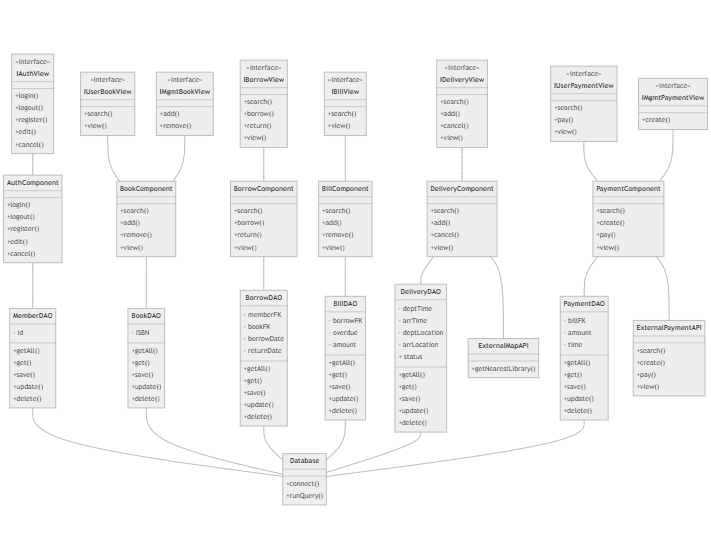 «interface»
IAuthView
+login()
+logout()
+register()
+edit()
+cancel()
«interface»
IUserBookView
+search()
+view()
«interface»
IMgmtBookView
+add()
+remove()
«interface»
IBorrowView
+search()
+borrow()
+return()
+view()
«interface»
IBillView
+search()
+view()
«interface»
IDeliveryView
+search()
+add()
+cancel()
+view()
«interface»
IUserPaymentView
+search()
+pay()
+view()
«interface»
IMgmtPaymentView
+create()
AuthComponent
+login()
+logout()
+register()
+edit()
+cancel()
BookComponent
+search()
+add()
+remove()
+view()
BorrowComponent
+search()
+borrow()
+return()
+view()
BillComponent
+search()
+add()
+remove()
+view()
DeliveryComponent
+search()
+add()
+cancel()
+view()
PaymentComponent
+search()
+create()
+pay()
+view()
MemberDAO
- id
+getAll()
+get()
+save()
+update()
+delete()
BookDAO
- ISBN
+getAll()
+get()
+save()
+update()
+delete()
BorrowDAO
- memberFK
- bookFK
- borrowDate
- returnDate
+getAll()
+get()
+save()
+update()
+delete()
BillDAO
- borrowFK
- overdue
- amount
+getAll()
+get()
+save()
+update()
+delete()
DeliveryDAO
- deptTime
- arrTime
- deptLocation
- arrLocation
+ status
+getAll()
+get()
+save()
+update()
+delete()
ExternalMapAPI
+getNearestLibrary()
PaymentDAO
- billFK
- amount
- time
+getAll()
+get()
+save()
+update()
+delete()
ExternalPaymentAPI
+search()
+create()
+pay()
+view()
Database
+connect()
+runQuery()